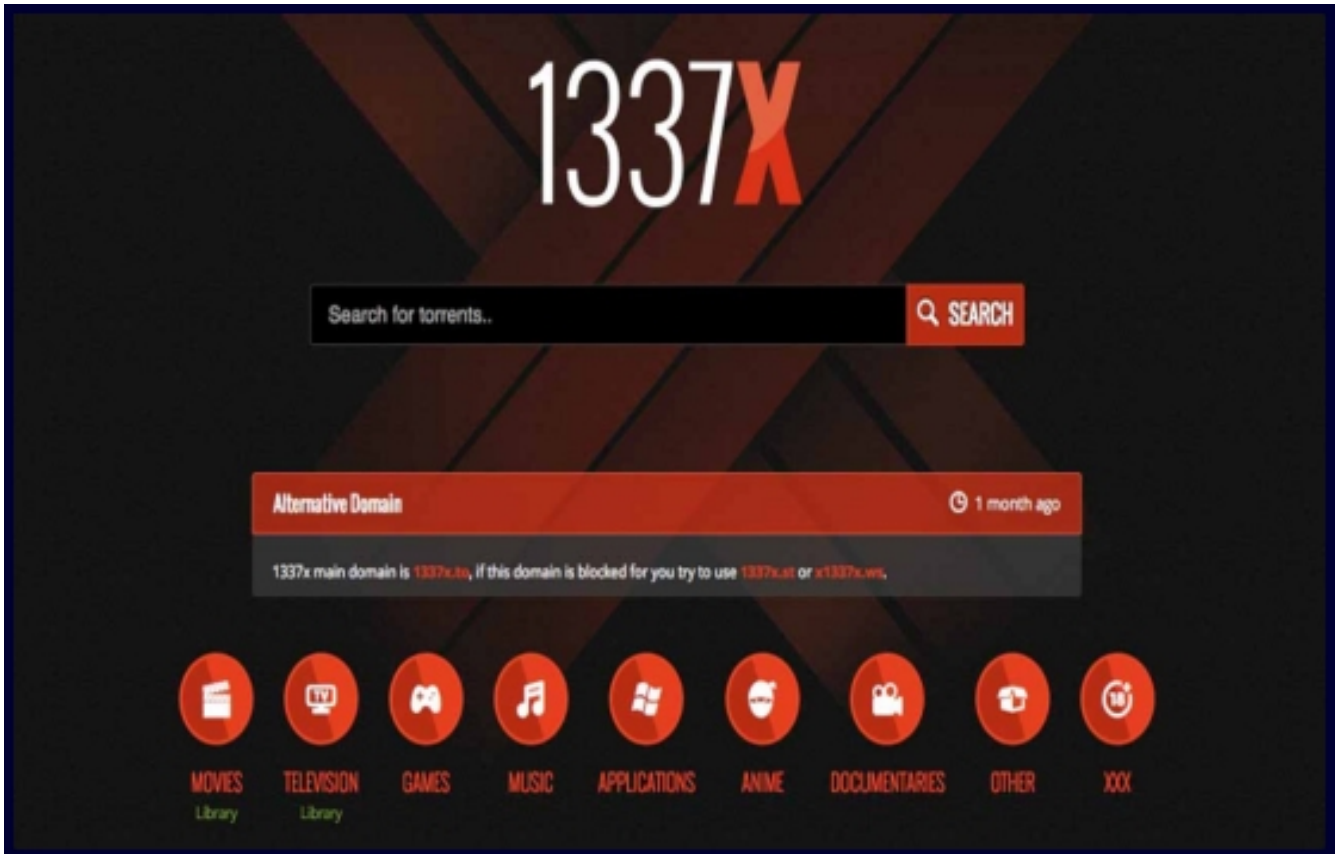 1337X
Search for torrents..
SEARCH
Alternative Domain
1 month ago
1337x main domain is 1337x.to, if this domain is blocked for you try to use 1337x.st or x1337x.ws.
TV
18+
MOVIES
TELEVISION
GAMES
MUSIC
APPLICATIONS
ANIME
DOCUMENTARIES
OTHER
XXX
Library
Library